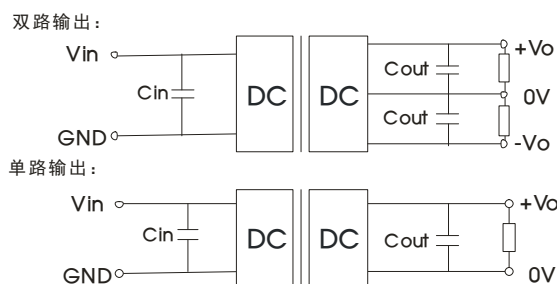 双路输出：
Vin
+Vo
Cin
DC
DC
Cout
0V
Cout
GND
-Vo
单路输出：
Vin
+Vo
Cin
DC
DC
Cout
GND
0V